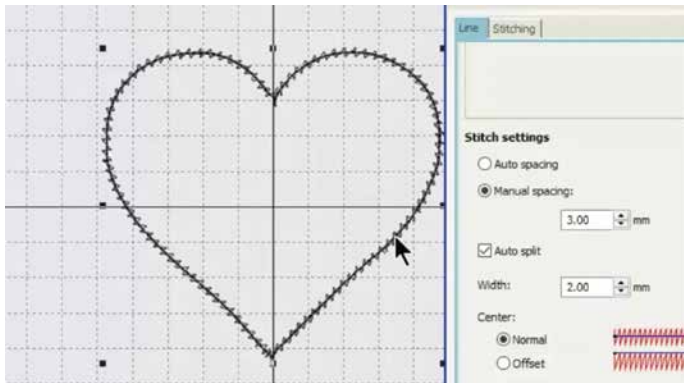 Line Stitching
Stitch settings
Auto spacing
Manual spacing:
3.00 mm
Auto split
Width: 2.00 mm
Center:
Normal
Offset